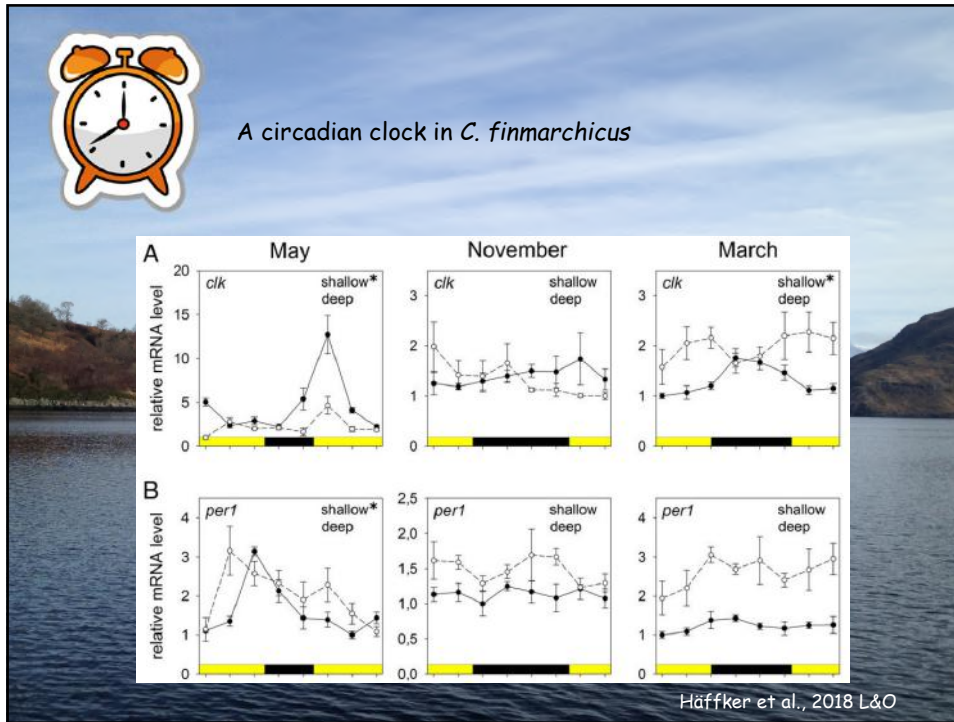 A circadian clock in C. finmarchicus
A
May
November
March
relative mRNA level
20
15
10
5
0
clk
shallow*
deep
3
2
1
0
clk
shallow
deep
3
2
1
0
clk
shallow*
deep
B
relative mRNA level
4
3
2
1
0
per1
shallow*
deep
2,5
2,0
1,5
1,0
0,5
0,0
per1
shallow
deep
4
3
2
1
0
per1
shallow
deep
Häffker et al., 2018 L&O